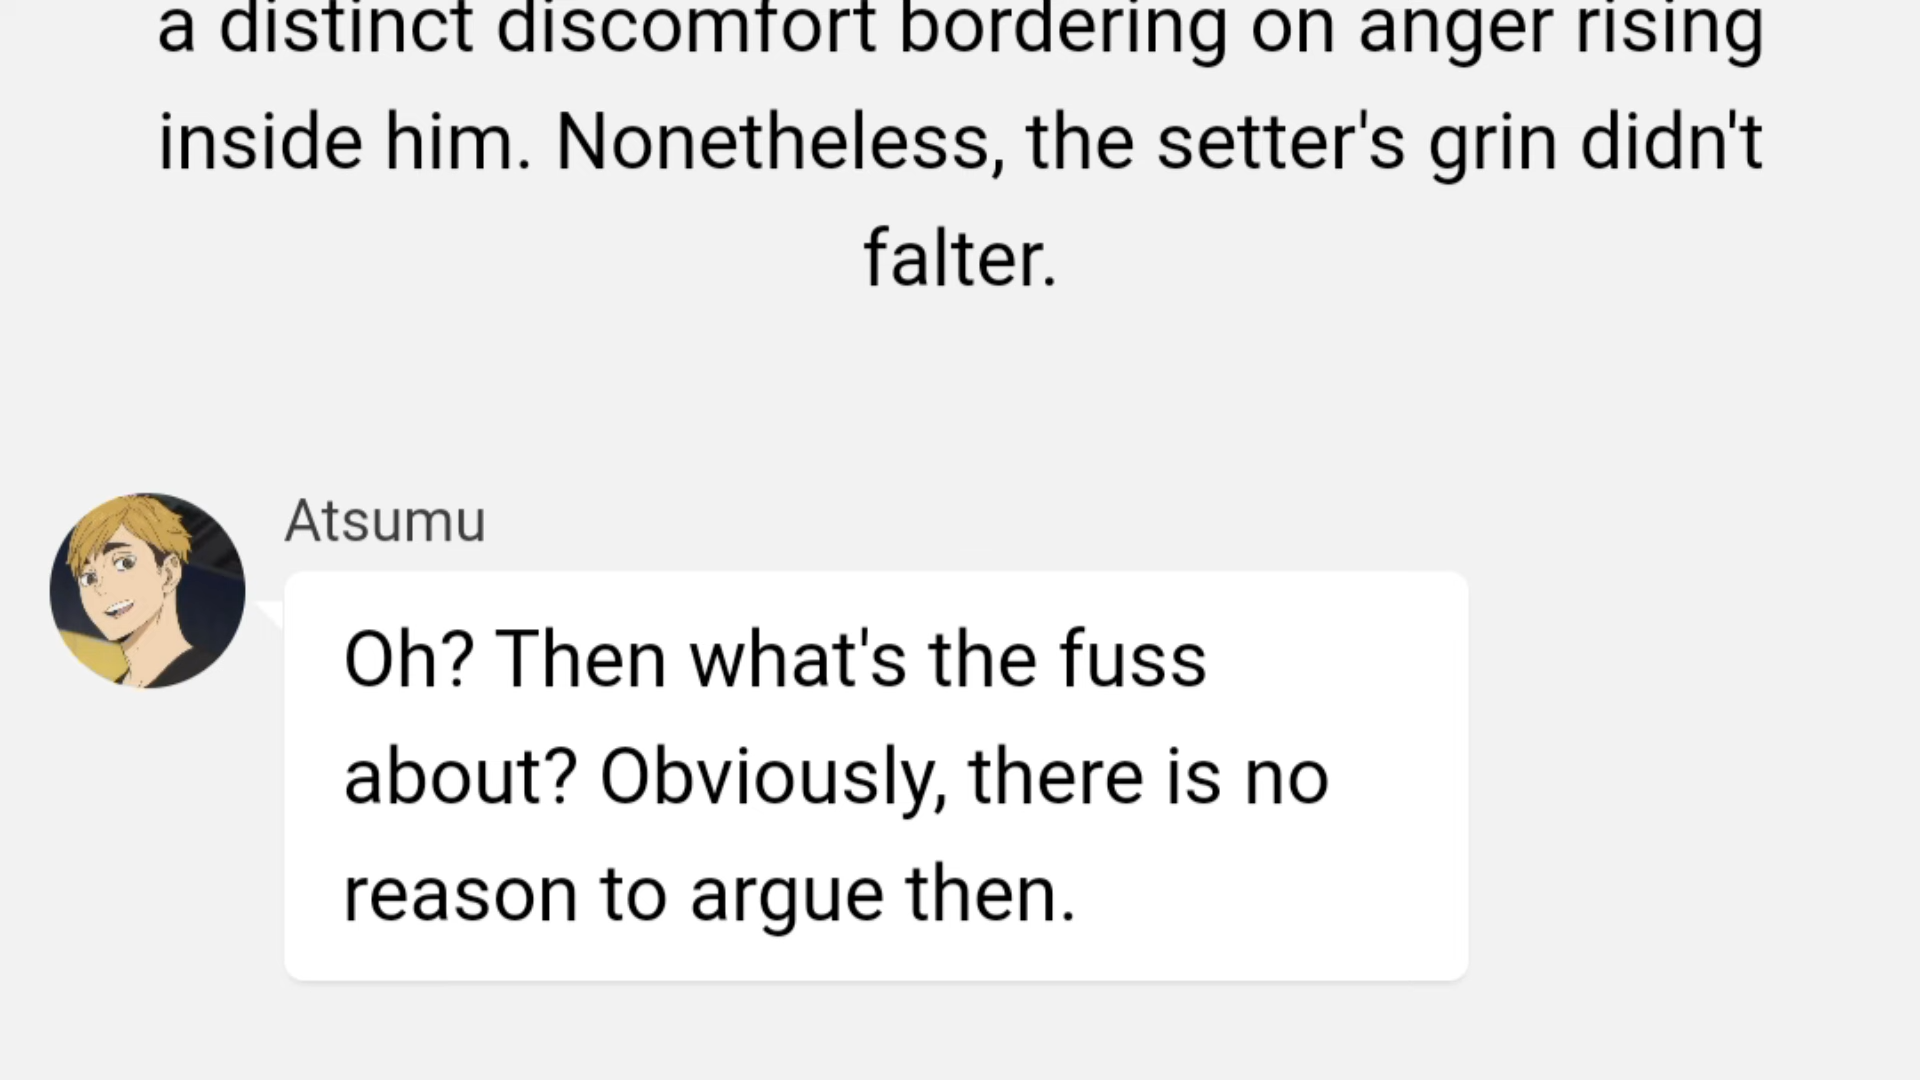 a distinct discomfort bordering on anger rising
inside him. Nonetheless, the setter's grin didn't
falter.
Atsumu
Oh? Then what's the fuss
about? Obviously, there is no
reason to argue then.